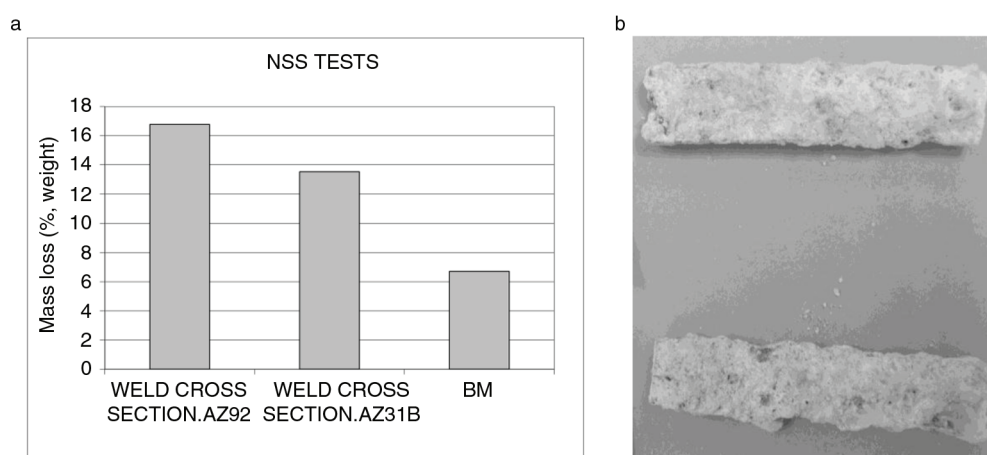 a
b
NSS TESTS
Mass loss (%, weight)
18
16
14
12
10
8
6
4
2
0
WELD CROSS
SECTION.AZ92
WELD CROSS
SECTION.AZ31B
BM